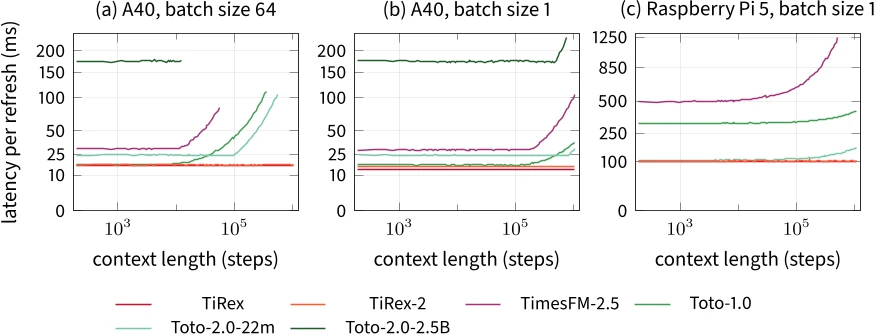 (a) A40, batch size 64
(b) A40, batch size 1
(c) Raspberry Pi 5, batch size 1
latency per refresh (ms)
200
150
100
50
25
10
0
10^3
10^5
context length (steps)
200
150
100
50
25
10
0
10^3
10^5
context length (steps)
1250
850
500
250
100
0
10^3
10^5
context length (steps)
TiRex TiRex-2 TimesFM-2.5 Toto-1.0
Toto-2.0-22m Toto-2.0-2.5B